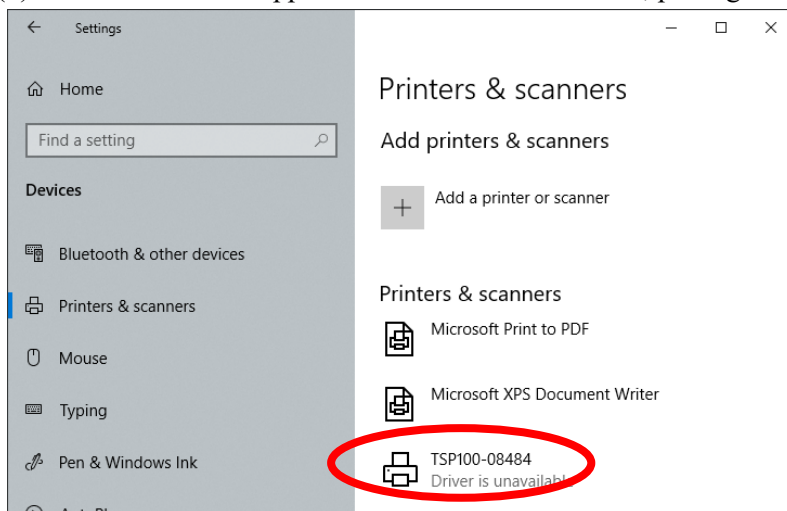 Settings
Home
Find a setting
Devices
Bluetooth & other devices
Printers & scanners
Mouse
Typing
Pen & Windows Ink
Printers & scanners
Add printers & scanners
Add a printer or scanner
Printers & scanners
Microsoft Print to PDF
Microsoft XPS Document Writer
TSP100-08484
Driver is unavailable